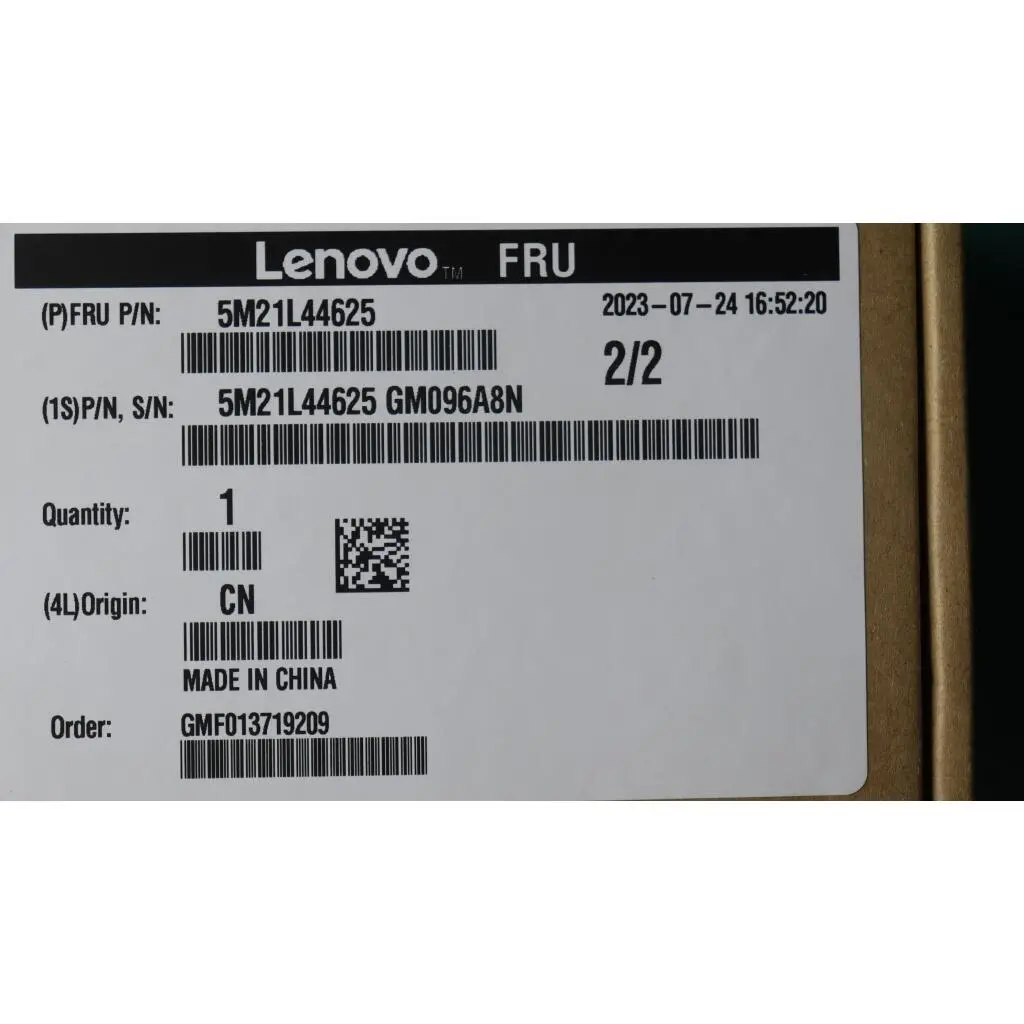 Lenovo™ FRU
(P)FRU P/N: 5M21L44625 2023-07-24 16:52:20
2/2
(1S)P/N, S/N: 5M21L44625 GM096A8N
Quantity: 1
(4L)Origin: CN
MADE IN CHINA
Order: GMF013719209